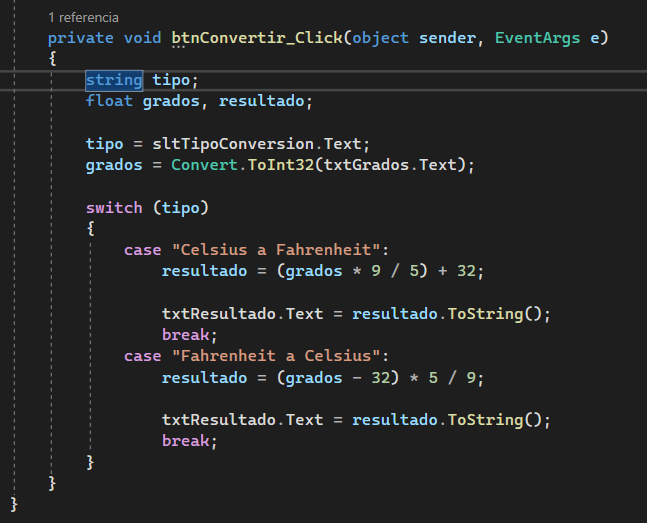 1 referencia
private void btnConvertir_Click(object sender, EventArgs e)
{
string tipo;
float grados, resultado;
tipo = sltTipoConversion.Text;
grados = Convert.ToInt32(txtGrados.Text);
switch (tipo)
{
case "Celsius a Fahrenheit":
resultado = (grados * 9 / 5) + 32;
txtResultado.Text = resultado.ToString();
break;
case "Fahrenheit a Celsius":
resultado = (grados - 32) * 5 / 9;
txtResultado.Text = resultado.ToString();
break;
}
}
}